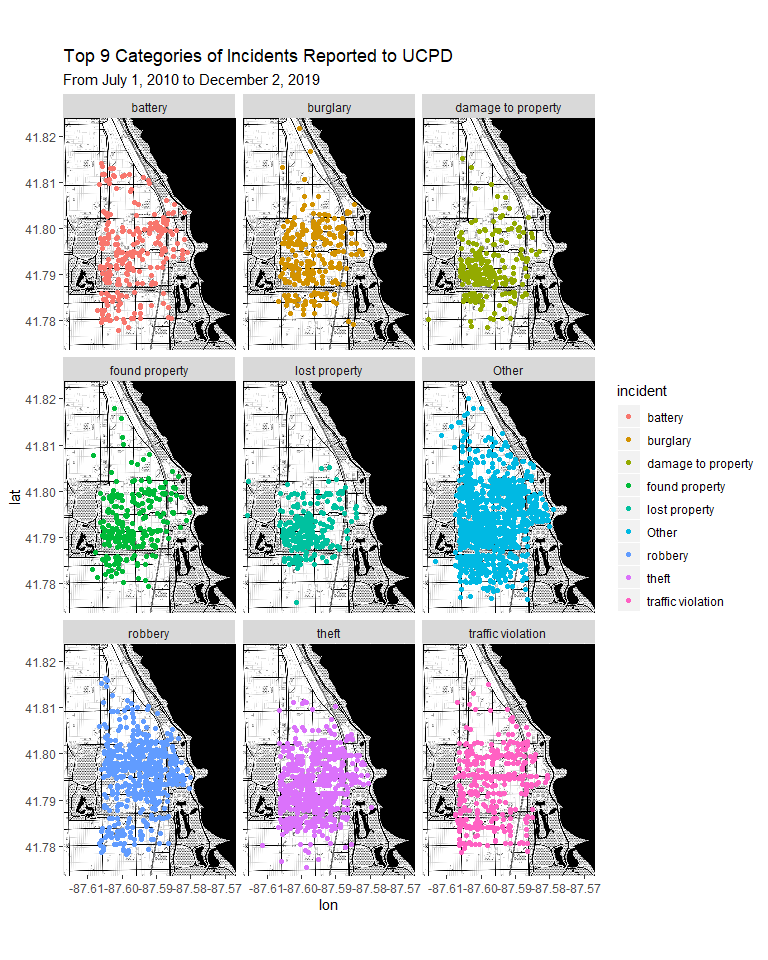 Top 9 Categories of Incidents Reported to UCPD
From July 1, 2010 to December 2, 2019
battery burglary damage to property
41.82
41.81
41.80
41.79
41.78
found property lost property Other
41.82
41.81
41.80
41.79
41.78
lat
robbery theft traffic violation
41.82
41.81
41.80
41.79
41.78
-87.61 -87.60 -87.59 -87.58 -87.57 -87.61 -87.60 -87.59 -87.58 -87.57 -87.61 -87.60 -87.59 -87.58 -87.57
lon
incident
battery
burglary
damage to property
found property
lost property
Other
robbery
theft
traffic violation